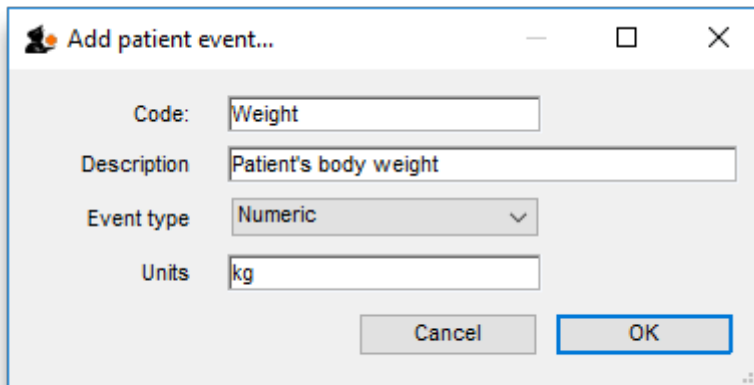 Add patient event...
Code: Weight
Description Patient's body weight
Event type Numeric
Units kg
Cancel OK